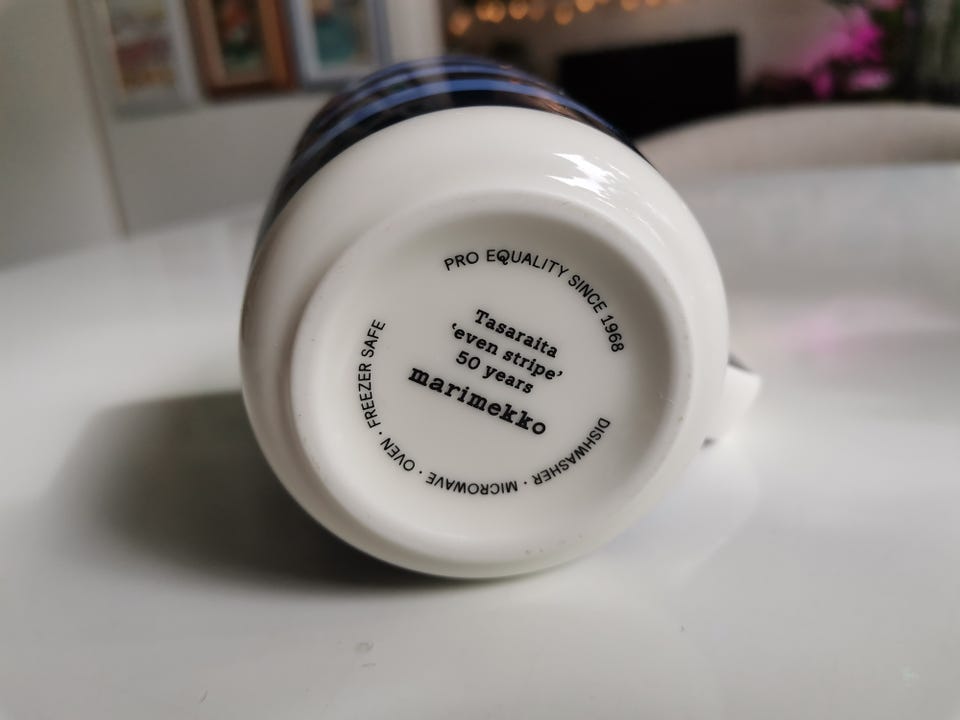 PRO EQUALITY SINCE 1968
Tasaraita
‘even stripe’
50 years
marimekko
DISHWASHER · MICROWAVE · OVEN · FREEZER SAFE